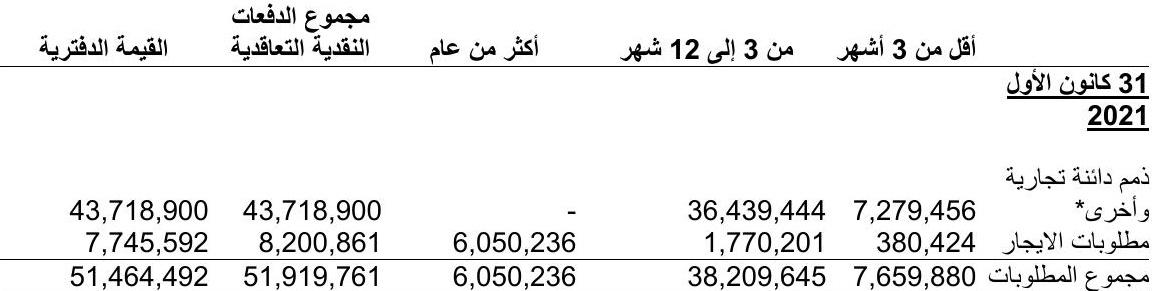 مجموع الدفعات
أقل من 3 أشهر من 3 إلى 12 شهر أكثر من عام النقدية التعاقدية القيمة الدفترية
31 كانون الأول
2021
ذمم دائنة تجارية
وأخرى* 7,279,456 36,439,444 - 43,718,900 43,718,900
مطلوبات الايجار 380,424 1,770,201 6,050,236 8,200,861 7,745,592
مجموع المطلوبات 7,659,880 38,209,645 6,050,236 51,919,761 51,464,492